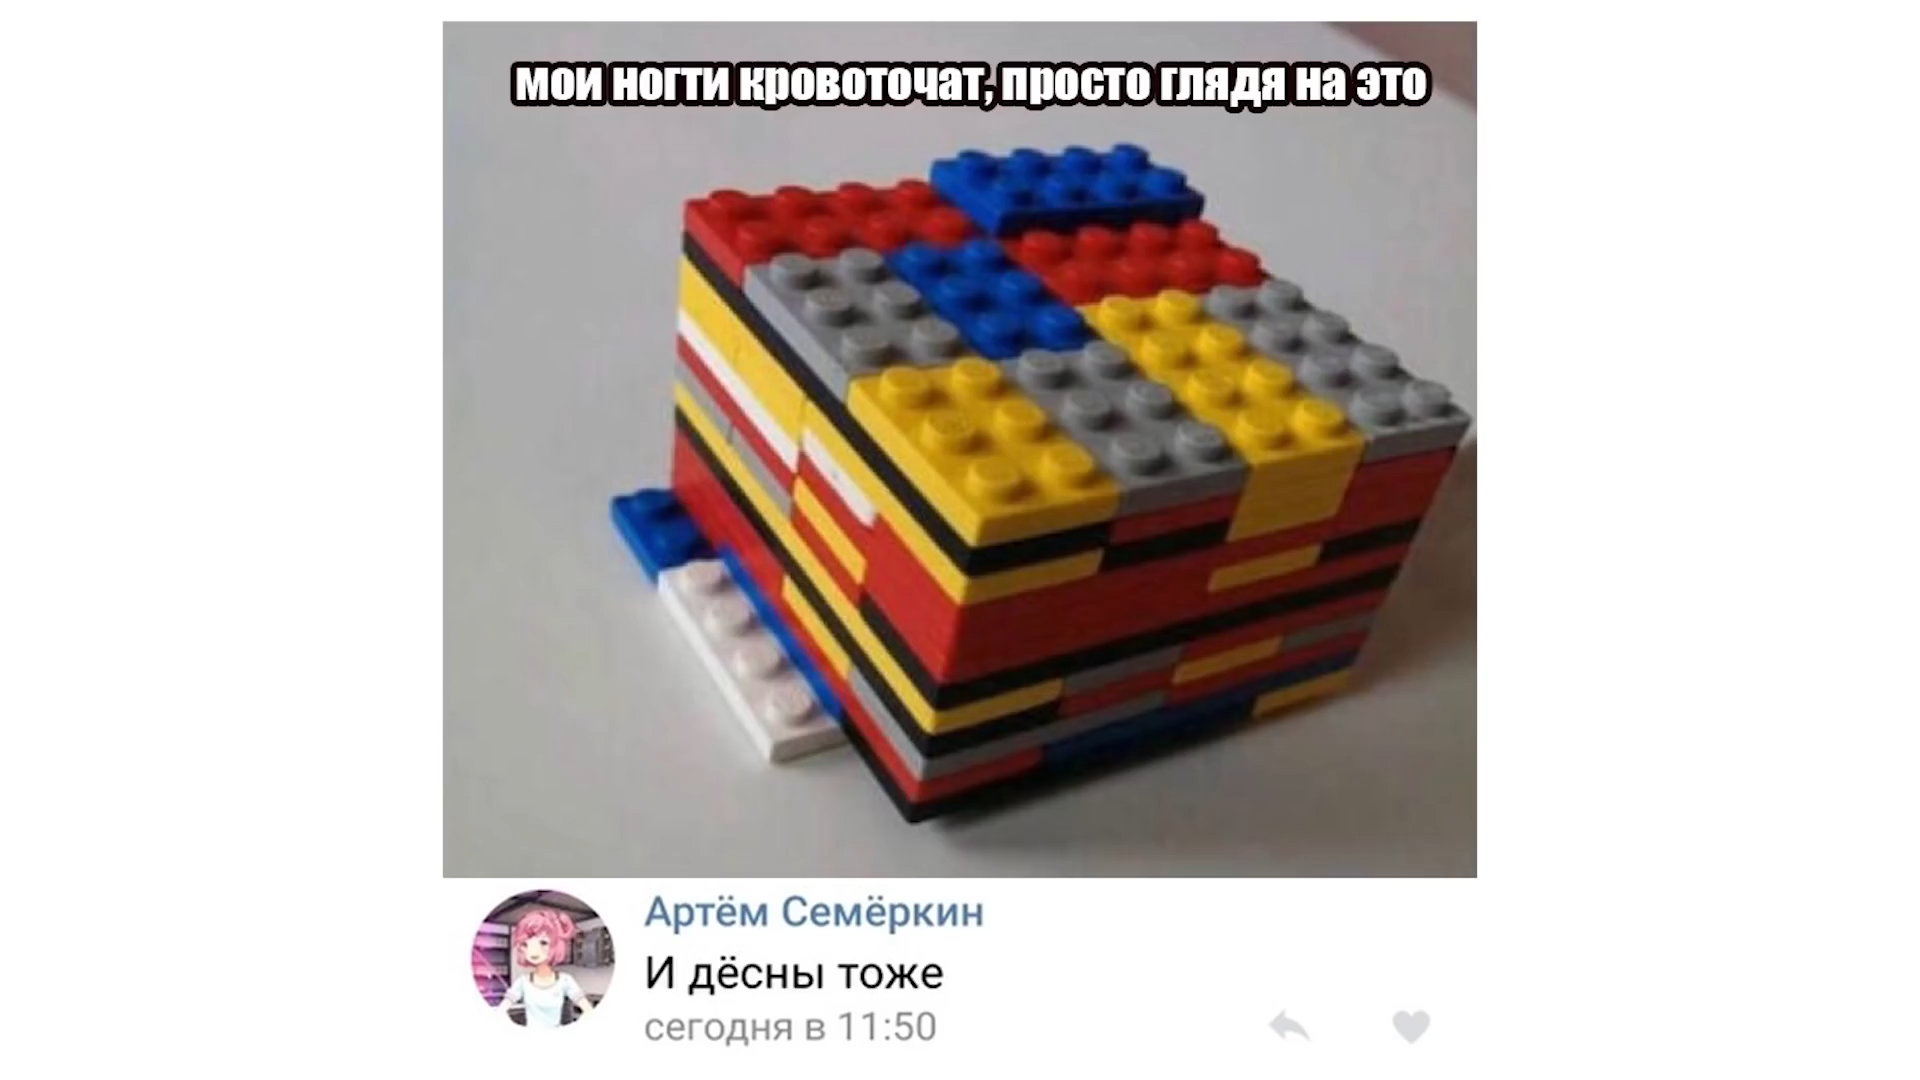 мои ногти кровоточат, просто глядя на это
Артём Семёркин
И дёсны тоже
сегодня в 11:50